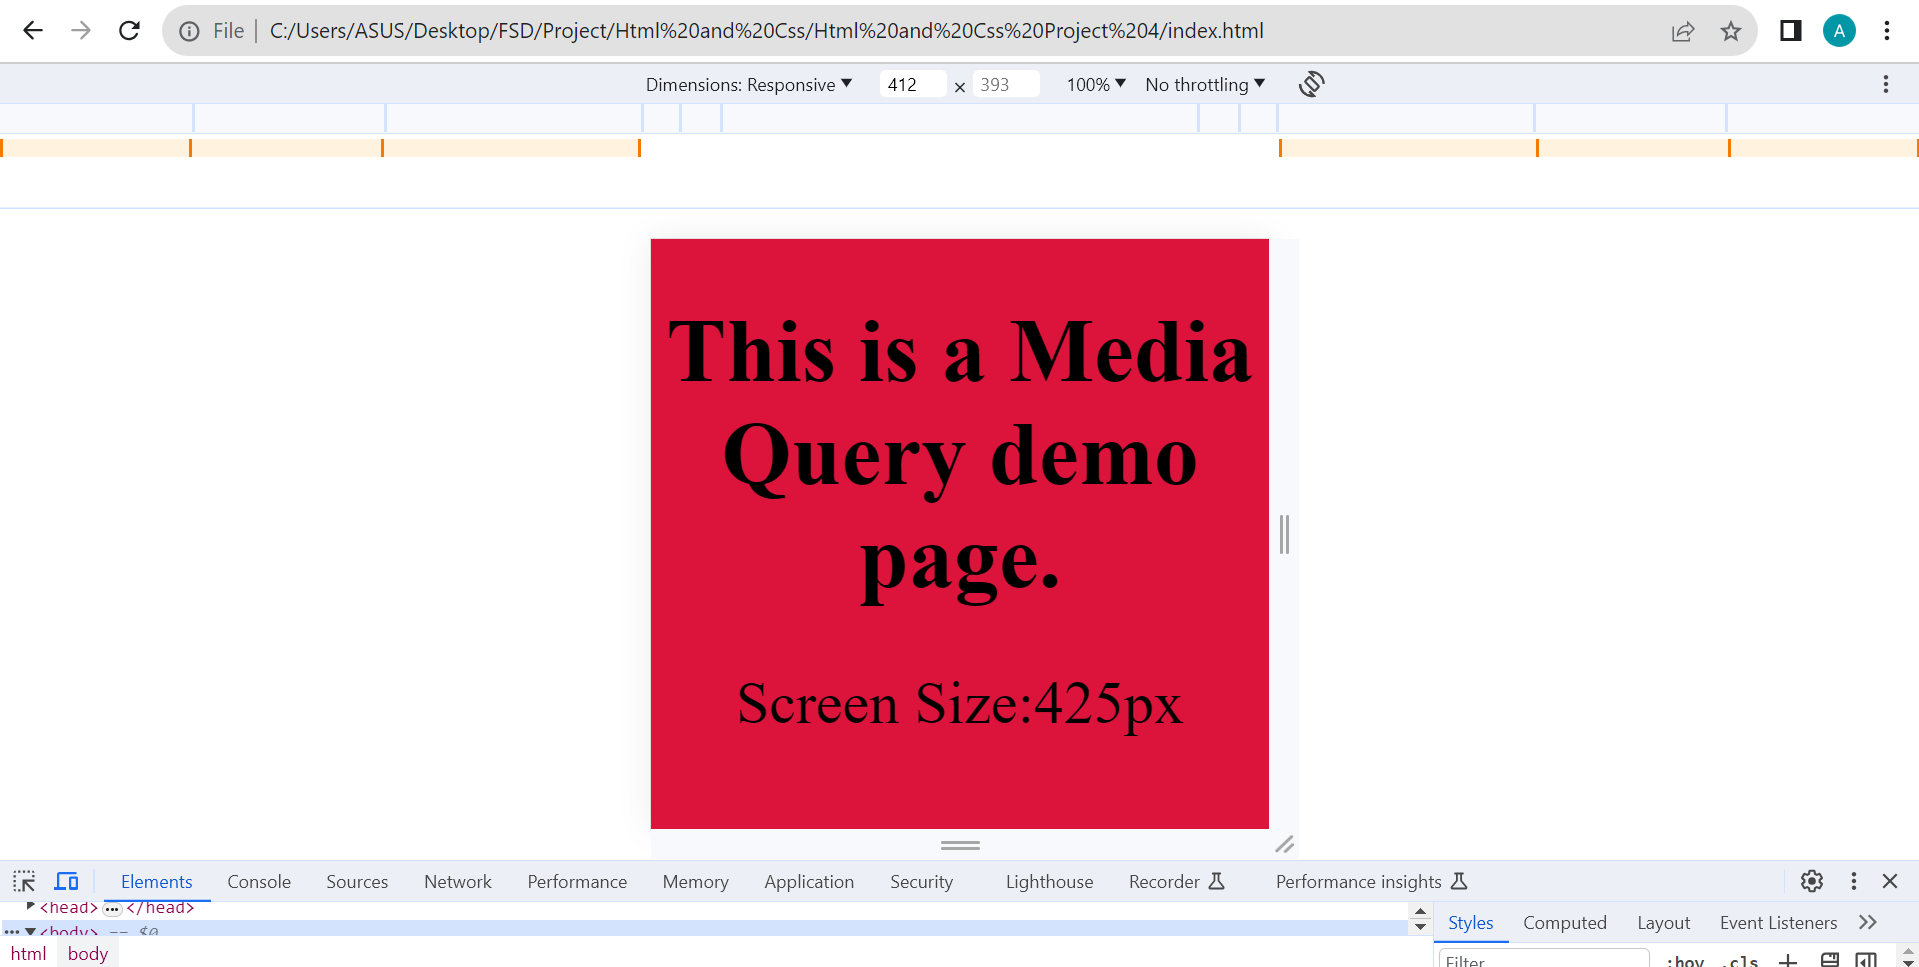 File C:/Users/ASUS/Desktop/FSD/Project/Html%20and%20Css/Html%20and%20Css%20Project%204/index.html A
Dimensions: Responsive 412 × 393 100% No throttling
This is a Media
Query demo
page.
Screen Size:425px
Elements Console Sources Network Performance Memory Application Security Lighthouse Recorder Performance insights
<head> ••• </head>
••• <body> == $0
html body
Styles Computed Layout Event Listeners
Filter :hov .cls